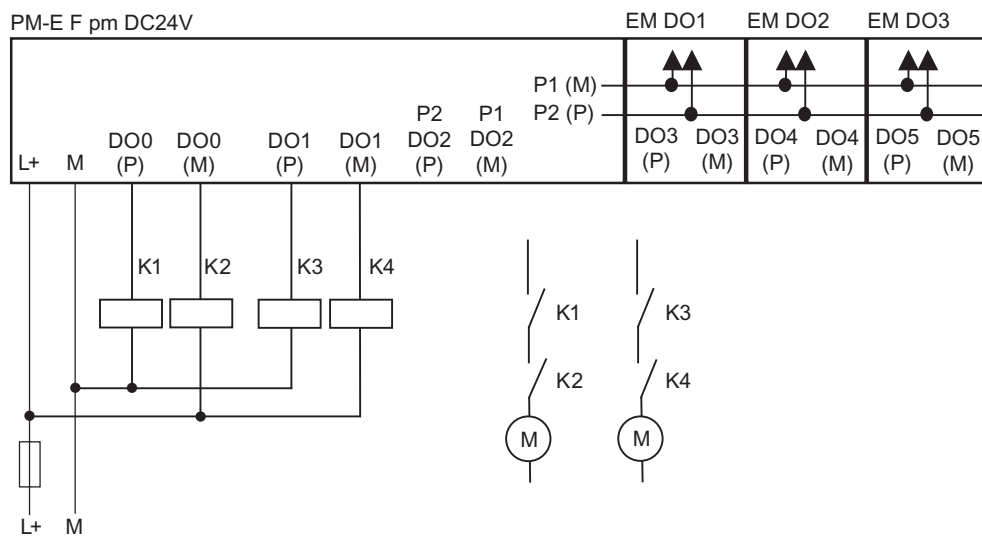 PM-E F pm DC24V
EM DO1 EM DO2 EM DO3
P1 (M)
P2 (P)
L+ M
DO0 (P)
DO0 (M)
DO1 (P)
DO1 (M)
P2 DO2 (P)
P1 DO2 (M)
DO3 (P)
DO3 (M)
DO4 (P)
DO4 (M)
DO5 (P)
DO5 (M)
K1 K2 K3 K4
K1 K3
K2 K4
M M
L+ M